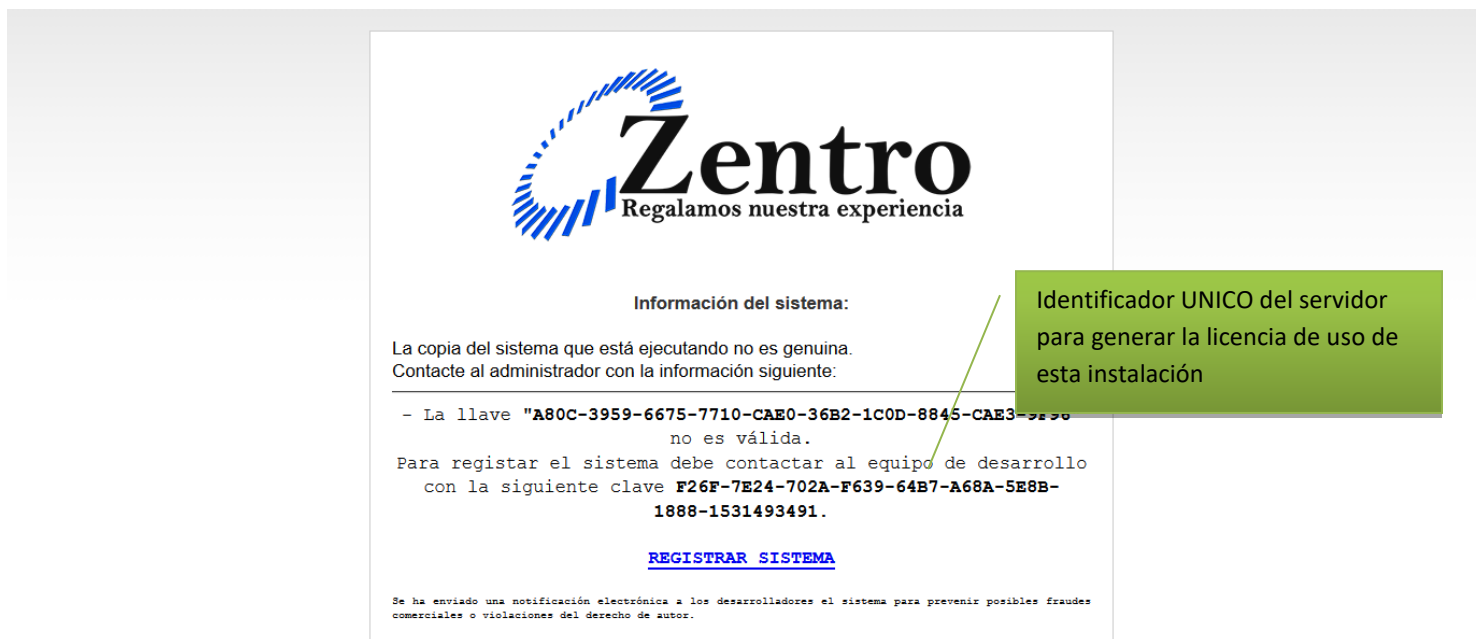 Zentro
Regalamos nuestra experiencia
Información del sistema:
La copia del sistema que está ejecutando no es genuina.
Contacte al administrador con la información siguiente:
Identificador UNICO del servidor
para generar la licencia de uso de
esta instalación
- La llave "A80C-3959-6675-7710-CAE0-36B2-1C0D-8845-CAE3-9F96
no es válida.
Para registar el sistema debe contactar al equipo de desarrollo
con la siguiente clave F26F-7E24-702A-F639-64B7-A68A-5E8B-
1888-1531493491.
REGISTRAR SISTEMA
Se ha enviado una notificación electrónica a los desarrolladores el sistema para prevenir posibles fraudes
comerciales o violaciones del derecho de autor.